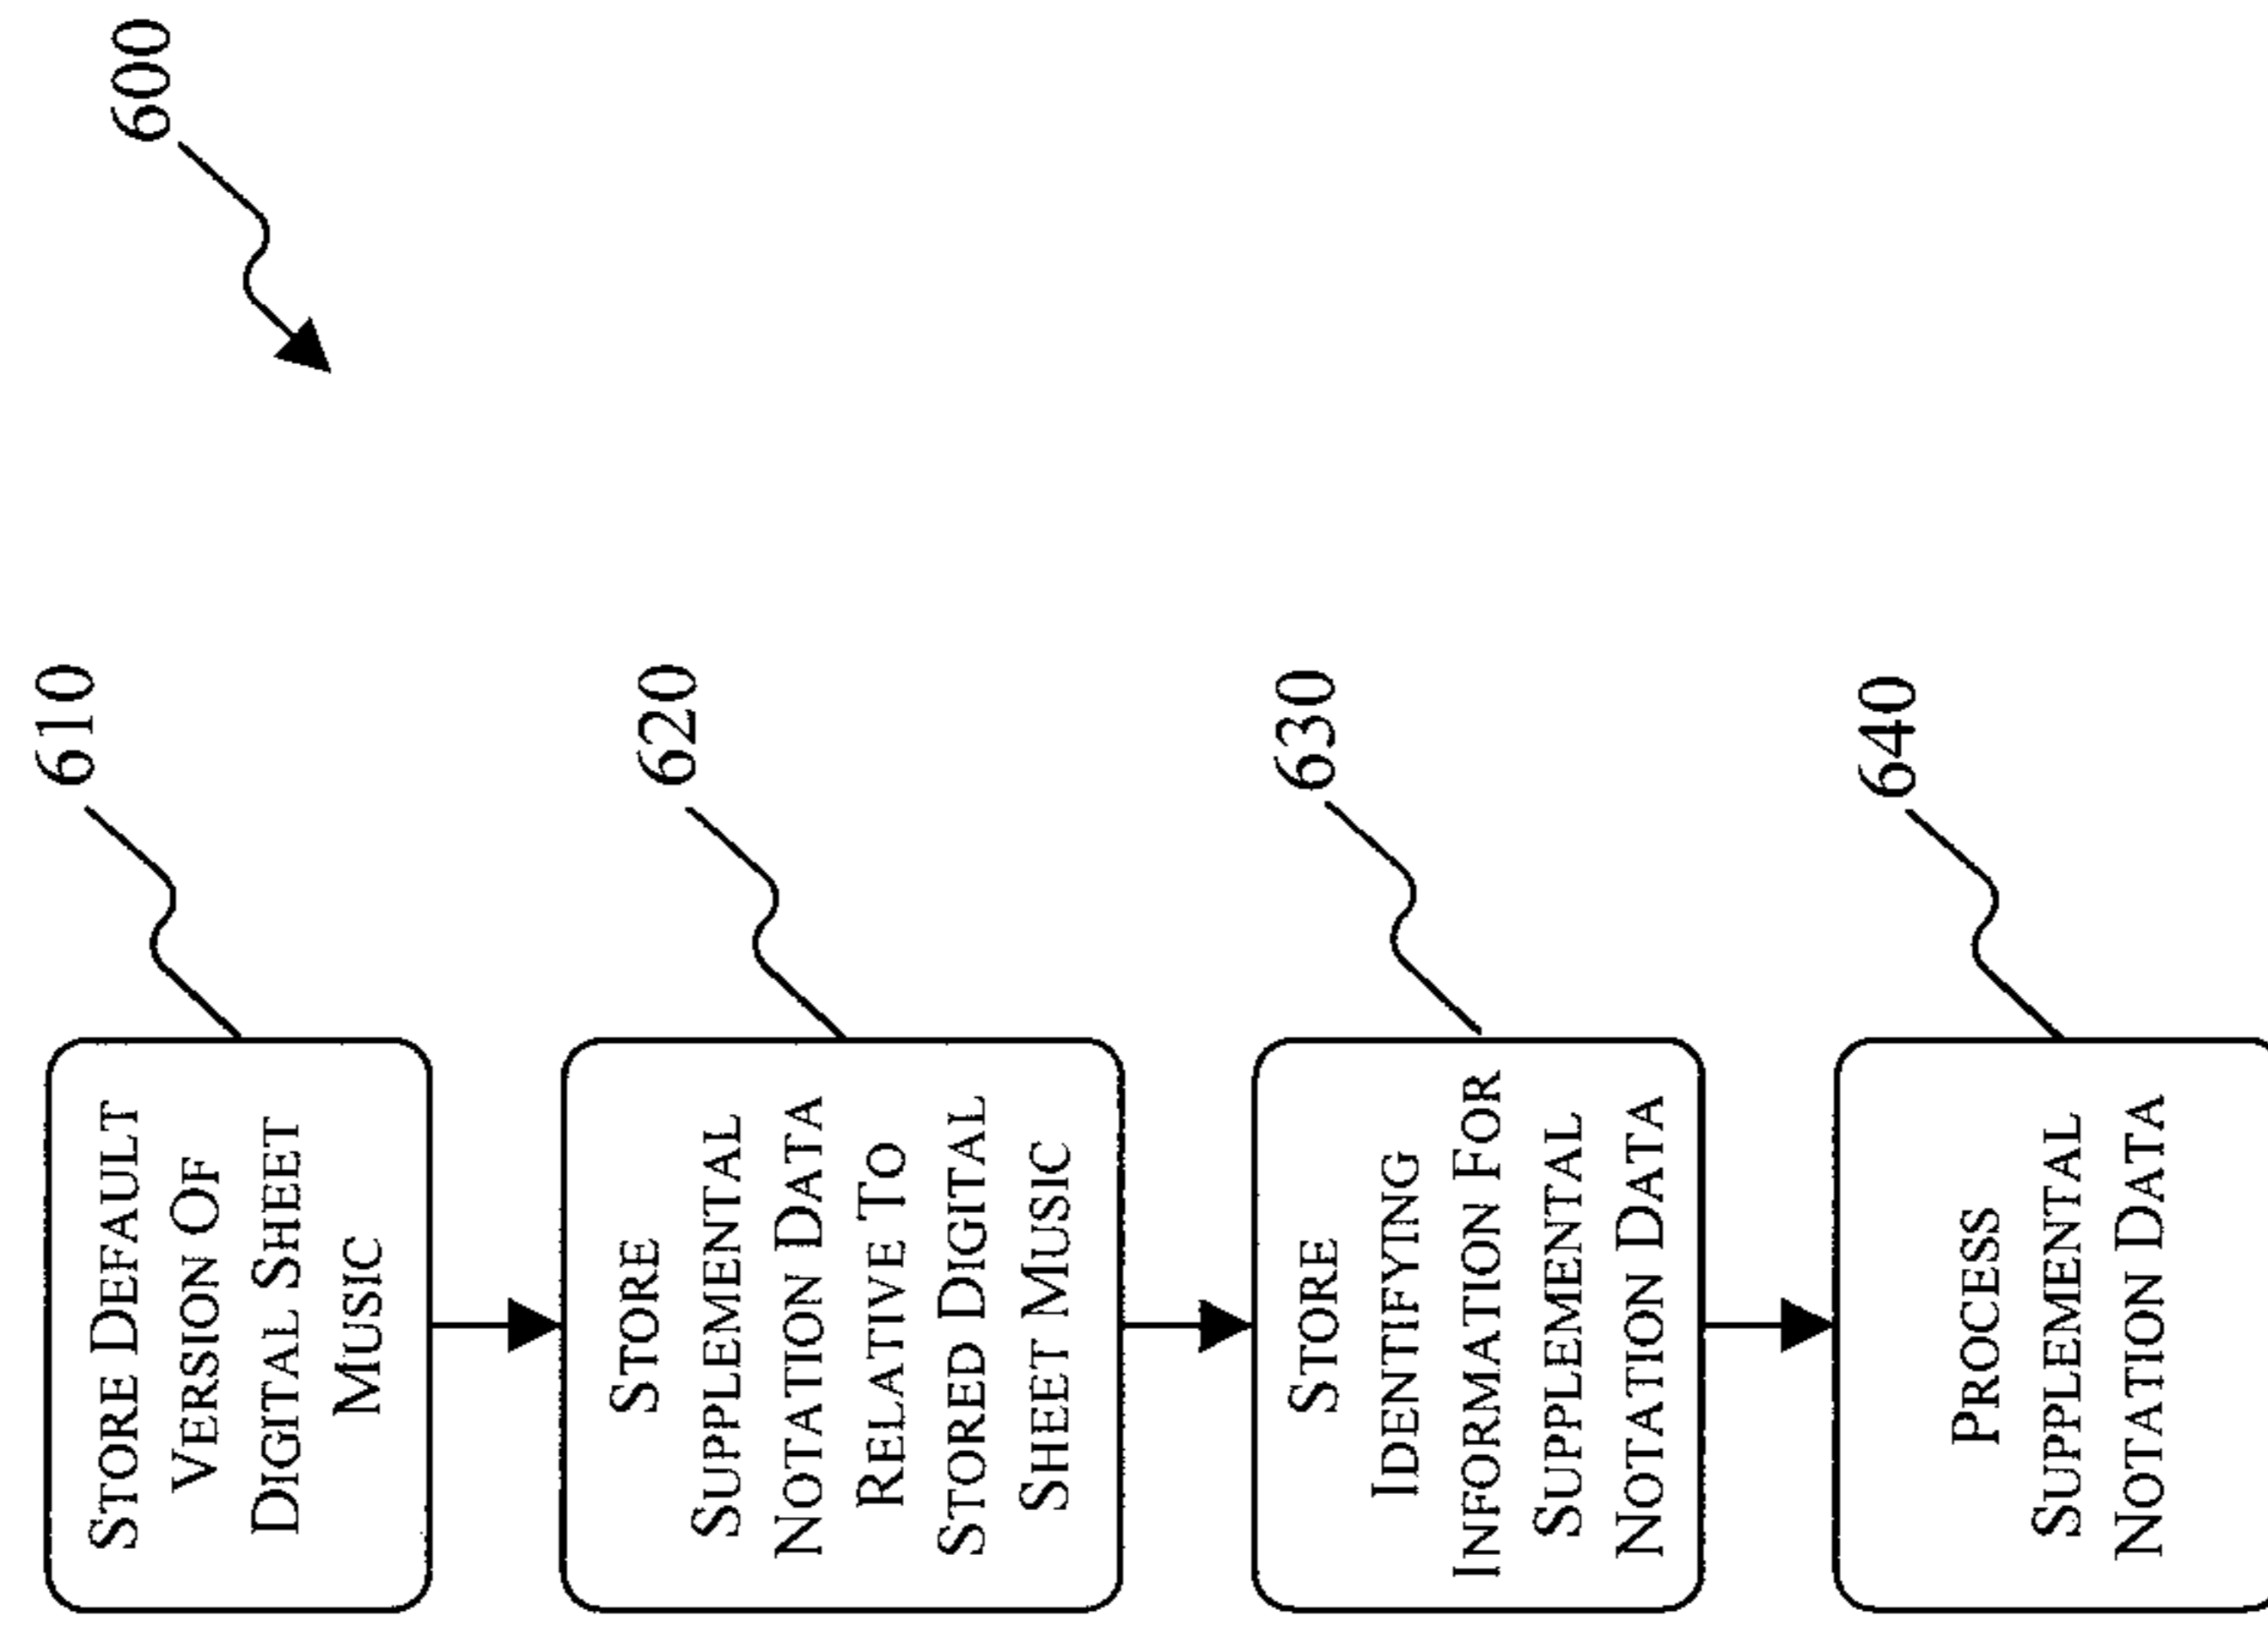 600
610
STORE DEFAULT
VERSION OF
DIGITAL SHEET
MUSIC
620
STORE
SUPPLEMENTAL
NOTATION DATA
RELATIVE TO
STORED DIGITAL
SHEET MUSIC
630
STORE
IDENTIFYING
INFORMATION FOR
SUPPLEMENTAL
NOTATION DATA
640
PROCESS
SUPPLEMENTAL
NOTATION DATA